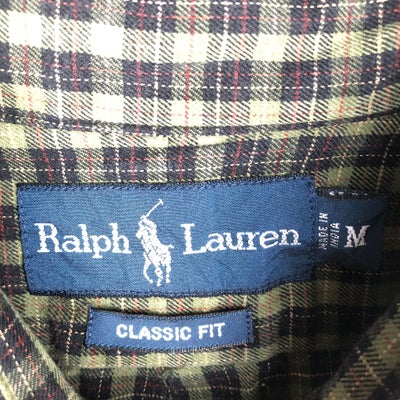 Ralph Lauren
MADE IN
INDIA
M
CLASSIC FIT